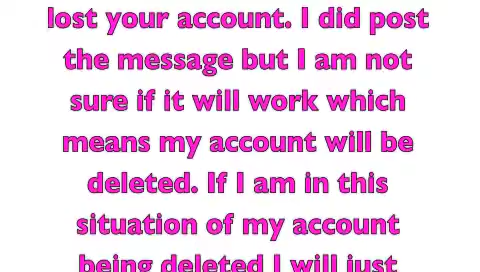 lost your account. I did post
the message but I am not
sure if it will work which
means my account will be
deleted. If I am in this
situation of my account
being deleted I will just